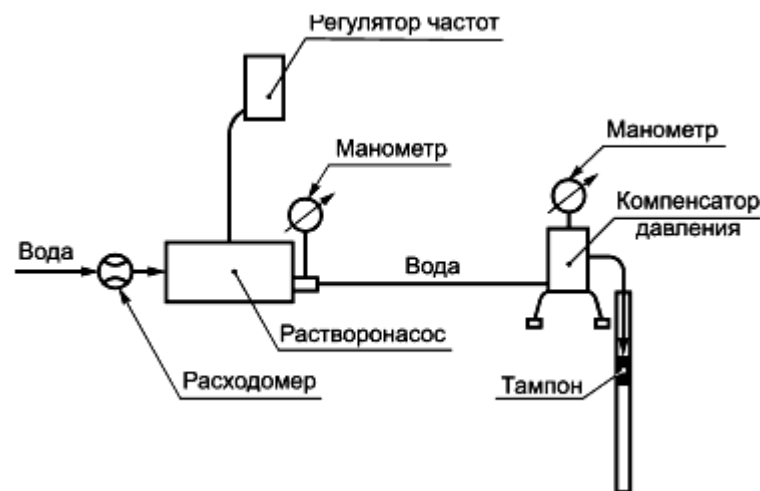 Регулятор частот
Манометр
Манометр
Компенсатор
давления
Вода
Вода
Растворонасос
Расходомер
Тампон